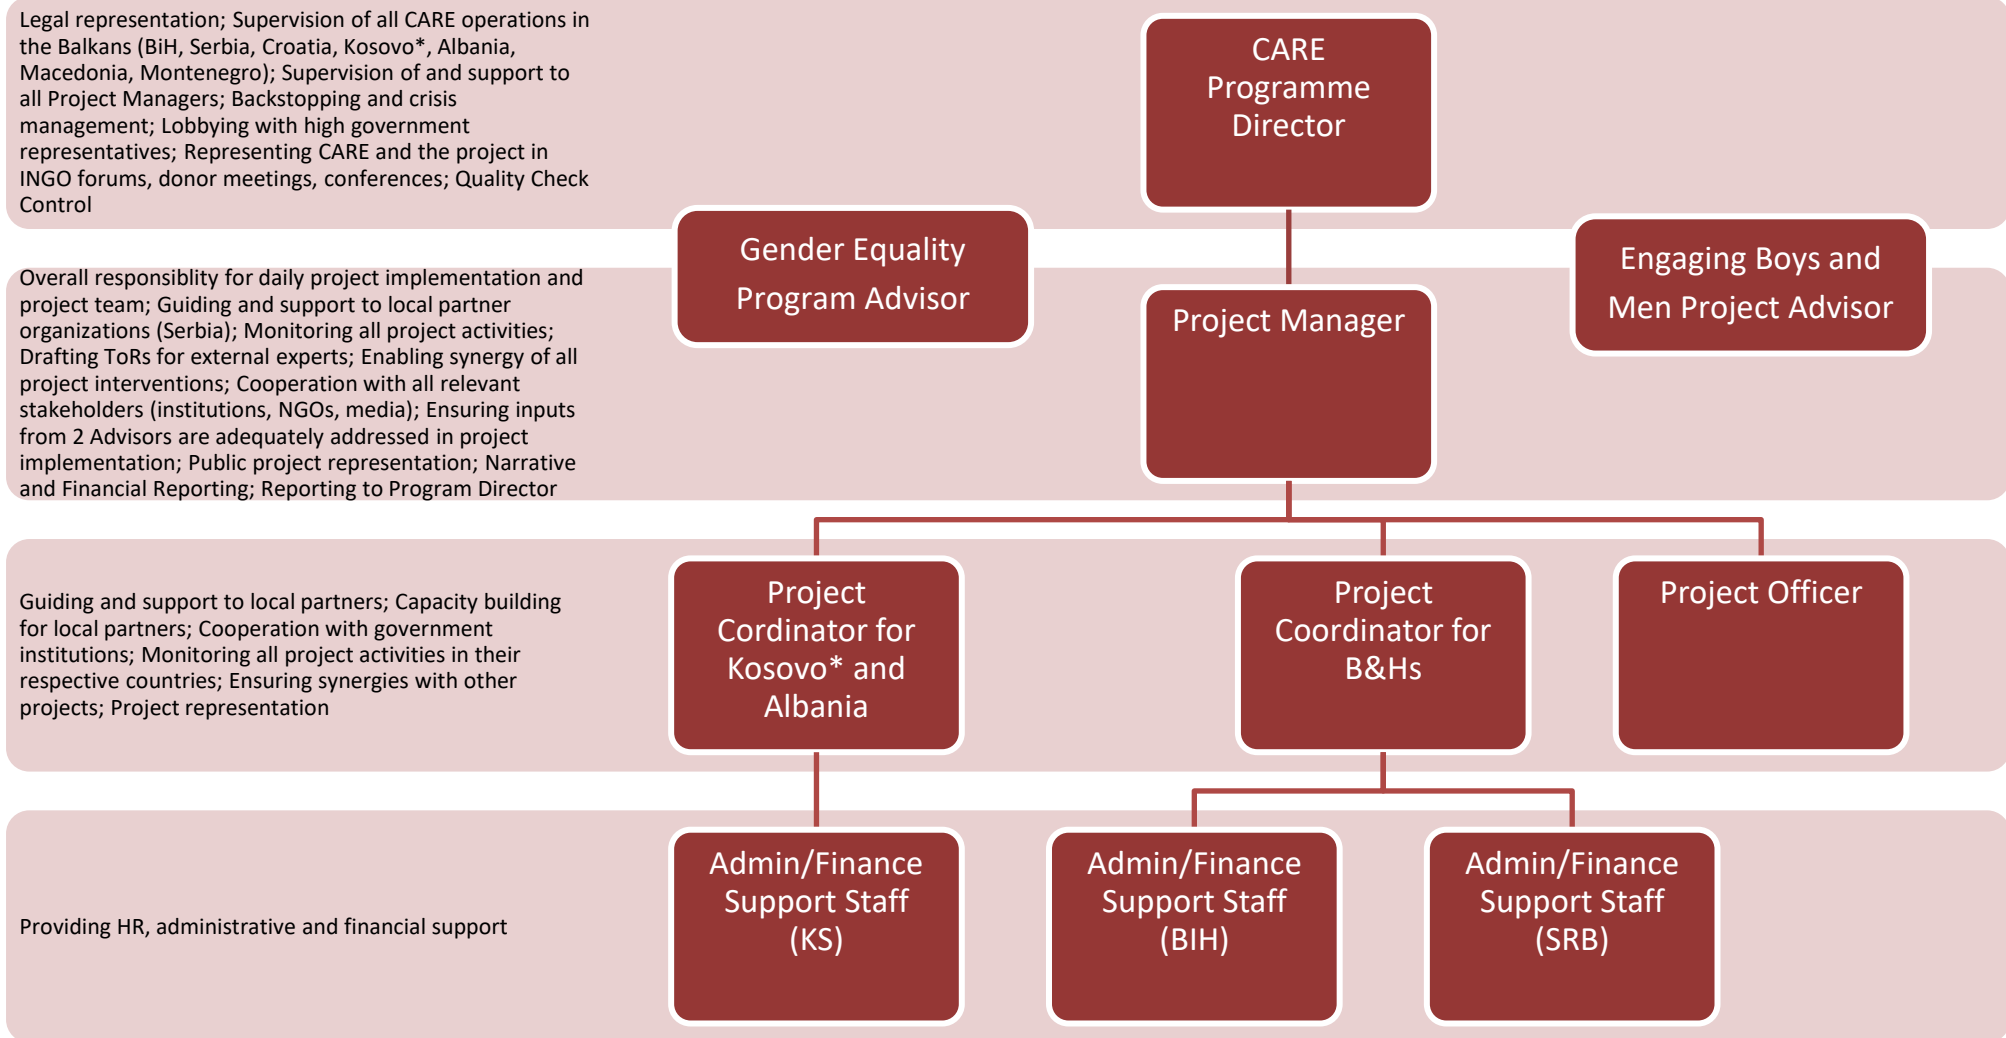 Legal representation; Supervision of all CARE operations in
the Balkans (BiH, Serbia, Croatia, Kosovo*, Albania,
Macedonia, Montenegro); Supervision of and support to
all Project Managers; Backstopping and crisis
management; Lobbying with high government
representatives; Representing CARE and the project in
INGO forums, donor meetings, conferences; Quality Check
Control
CARE
Programme
Director
Gender Equality
Program Advisor
Engaging Boys and
Men Project Advisor
Overall responsiblity for daily project implementation and
project team; Guiding and support to local partner
organizations (Serbia); Monitoring all project activities;
Drafting ToRs for external experts; Enabling synergy of all
project interventions; Cooperation with all relevant
stakeholders (institutions, NGOs, media); Ensuring inputs
from 2 Advisors are adequately addressed in project
implementation; Public project representation; Narrative
and Financial Reporting; Reporting to Program Director
Project Manager
Guiding and support to local partners; Capacity building
for local partners; Cooperation with government
institutions; Monitoring all project activities in their
respective countries; Ensuring synergies with other
projects; Project representation
Project
Cordinator for
Kosovo* and
Albania
Project
Coordinator for
B&Hs
Project Officer
Providing HR, administrative and financial support
Admin/Finance
Support Staff
(KS)
Admin/Finance
Support Staff
(BIH)
Admin/Finance
Support Staff
(SRB)